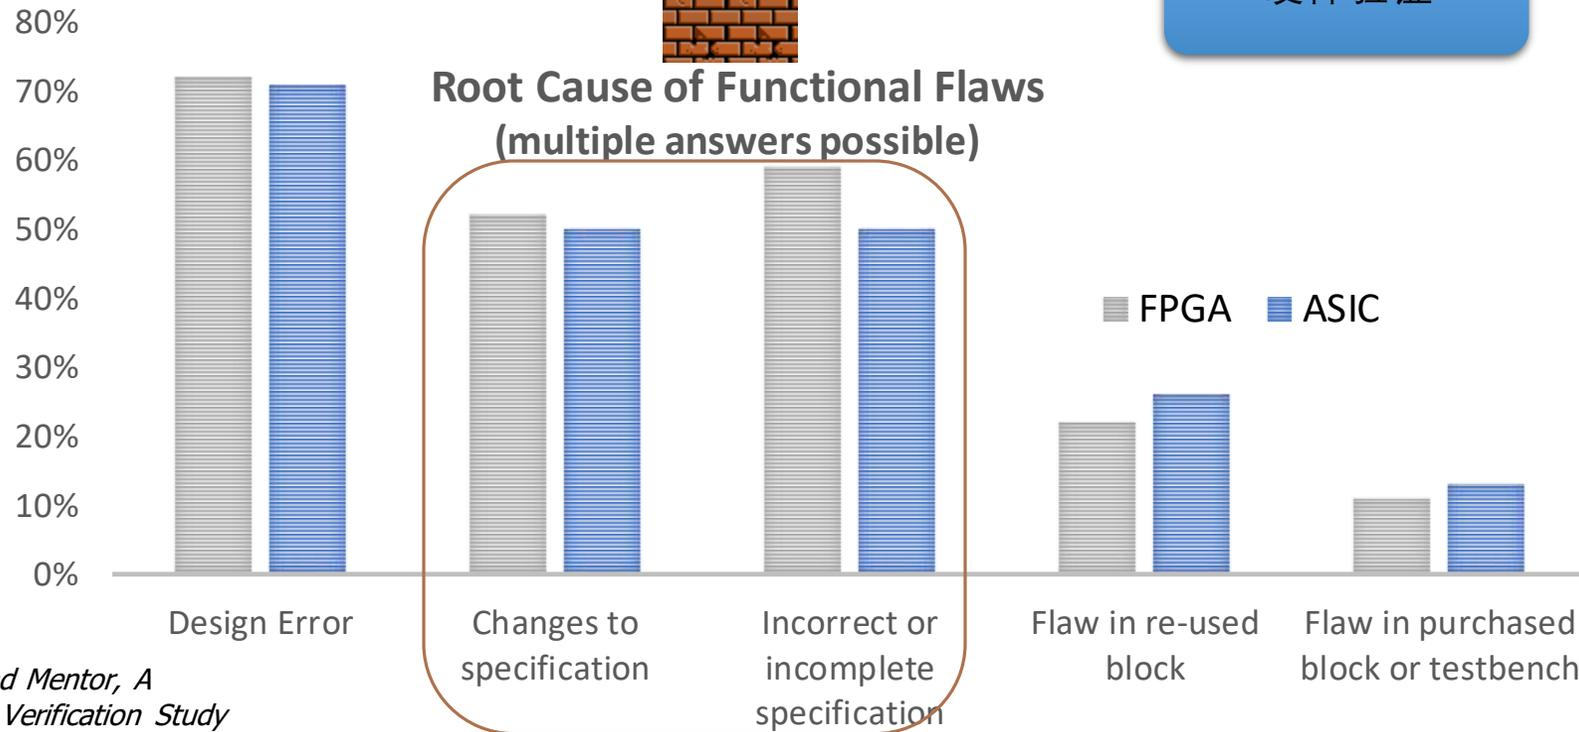 80%
70%
60%
50%
40%
30%
20%
10%
0%
Root Cause of Functional Flaws
(multiple answers possible)
FPGA ASIC
Design Error
Changes to
specification
Incorrect or
incomplete
specification
Flaw in re-used
block
Flaw in purchased
block or testbench
d Mentor, A
Verification Study